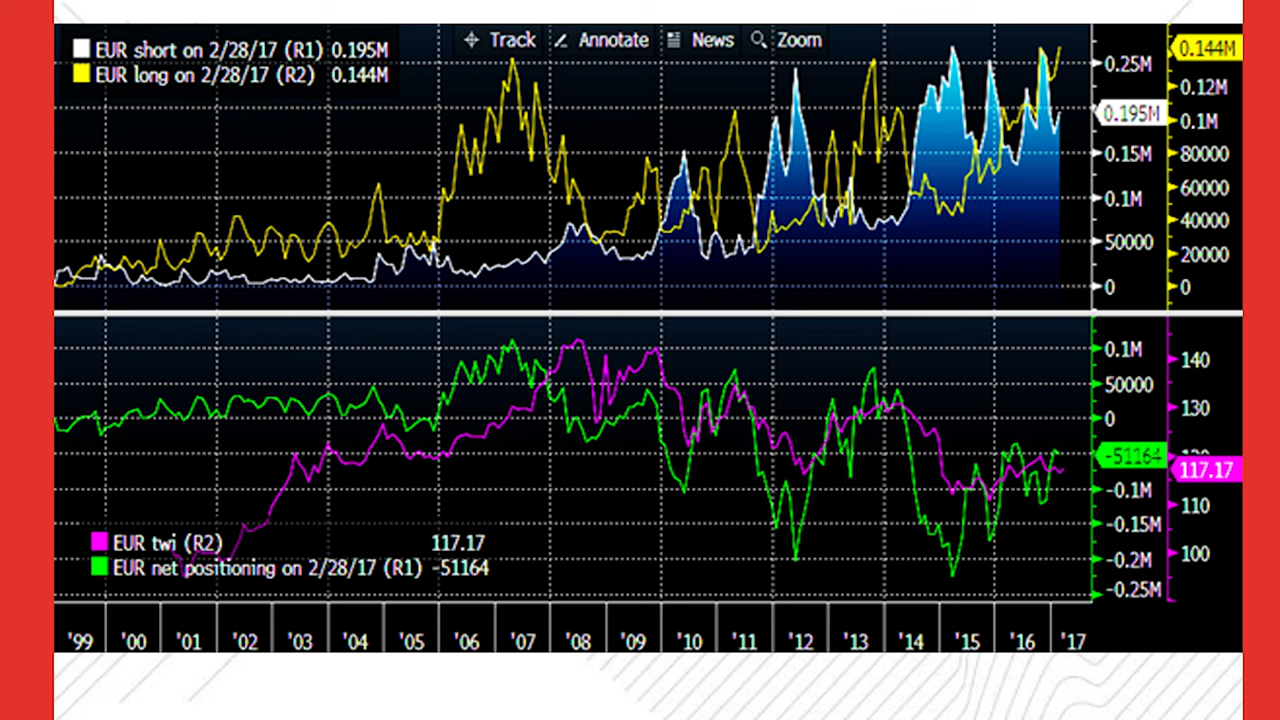 Track Annotate News Zoom
EUR short on 2/28/17 (R1) 0.195M
EUR long on 2/28/17 (R2) 0.144M
0.25M
0.195M
0.15M
0.1M
50000
0
0.144M
0.12M
0.1M
80000
60000
40000
20000
0
0.1M
50000
0
-51164
-0.1M
-0.15M
-0.2M
-0.25M
140
130
117.17
110
100
EUR twi (R2) 117.17
EUR net positioning on 2/28/17 (R1) -51164
'99 '00 '01 '02 '03 '04 '05 '06 '07 '08 '09 '10 '11 '12 '13 '14 '15 '16 '17